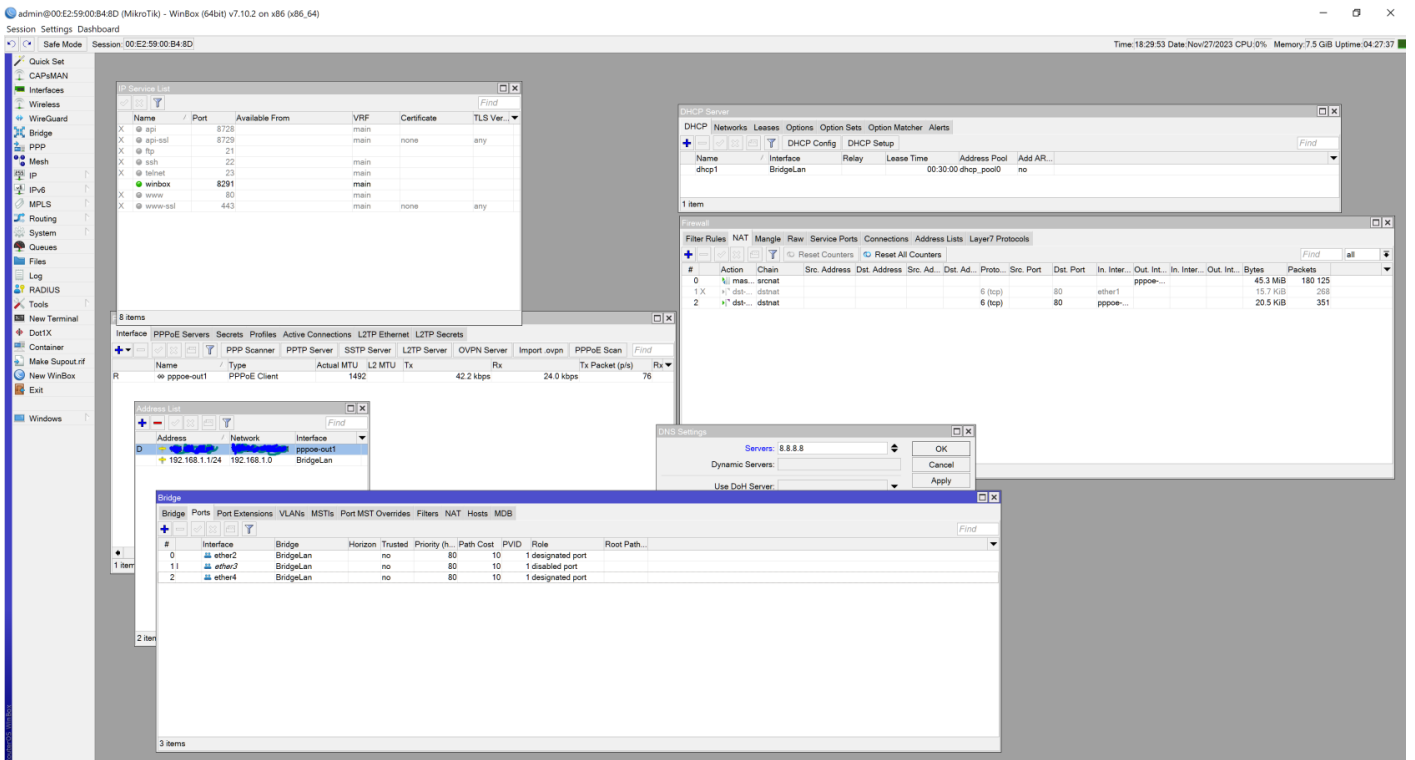 admin@00:E2:59:00:B4:8D (MikroTik) - WinBox (64bit) v7.10.2 on x86 (x86_64)
Session Settings Dashboard
Safe Mode Session: 00:E2:59:00:B4:8D Time: 18:29:53 Date: Nov/27/2023 CPU: 0% Memory: 7.5 GiB Uptime: 04:27:37
Quick Set
CAPsMAN
Interfaces
Wireless
WireGuard
Bridge
PPP
Mesh
IP
IPv6
MPLS
Routing
System
Queues
Files
Log
RADIUS
Tools
New Terminal
Dot1X
Container
Make Supout.rif
New WinBox
Exit
Windows
IP Service List
Find
Name Port Available From VRF Certificate TLS Ver...
X api 8728 main
X api-ssl 8729 main none any
X ftp 21
X ssh 22 main
X telnet 23 main
winbox 8291 main
X www 80 main
X www-ssl 443 main none any
8 items
DHCP Server
DHCP Networks Leases Options Option Sets Option Matcher Alerts
DHCP Config DHCP Setup Find
Name Interface Relay Lease Time Address Pool Add AR...
dhcp1 BridgeLan 00:30:00 dhcp_pool0 no
1 item
Firewall
Filter Rules NAT Mangle Raw Service Ports Connections Address Lists Layer7 Protocols
Reset Counters Reset All Counters Find all
# Action Chain Src. Address Dst. Address Src. Ad... Dst. Ad... Proto... Src. Port Dst. Port In. Inter... Out. Int... In. Inter... Out. Int... Bytes Packets
0 mas... srcnat pppoe-... 45.3 MiB 180 125
1 X dst-... dstnat 6 (tcp) 80 ether1 15.7 KiB 268
2 dst-... dstnat 6 (tcp) 80 pppoe-... 20.5 KiB 351
Interface PPPoE Servers Secrets Profiles Active Connections L2TP Ethernet L2TP Secrets
PPP Scanner PPTP Server SSTP Server L2TP Server OVPN Server Import .ovpn PPPoE Scan Find
Name Type Actual MTU L2 MTU Tx Rx Tx Packet (p/s) Rx
R pppoe-out1 PPPoE Client 1492 42.2 kbps 24.0 kbps 76
Address List
Find
Address Network Interface
D pppoe-out1
192.168.1.1/24 192.168.1.0 BridgeLan
DNS Settings
Servers: 8.8.8.8 OK
Dynamic Servers: Cancel
Use DoH Server: Apply
Bridge
Bridge Ports Port Extensions VLANs MSTIs Port MST Overrides Filters NAT Hosts MDB
Find
# Interface Bridge Horizon Trusted Priority (h... Path Cost PVID Role Root Path...
0 ether2 BridgeLan no 80 10 1 designated port
1 I ether3 BridgeLan no 80 10 1 disabled port
2 ether4 BridgeLan no 80 10 1 designated port
3 items